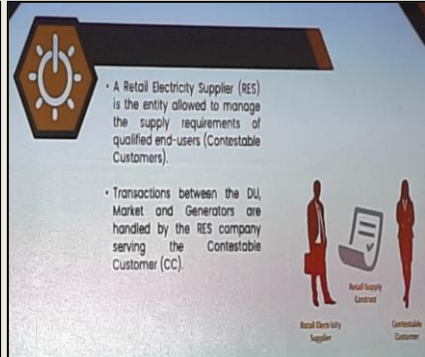 • A Retail Electricity Supplier (RES)
is the entity allowed to manage
the supply requirements of
qualified end-users (Contestable
Customers).
• Transactions between the DU,
Market and Generators are
handled by the RES company
serving the Contestable
Customer (CC).
Retail Supply
Contract
Retail Electricity
Supplier
Contestable
Customer